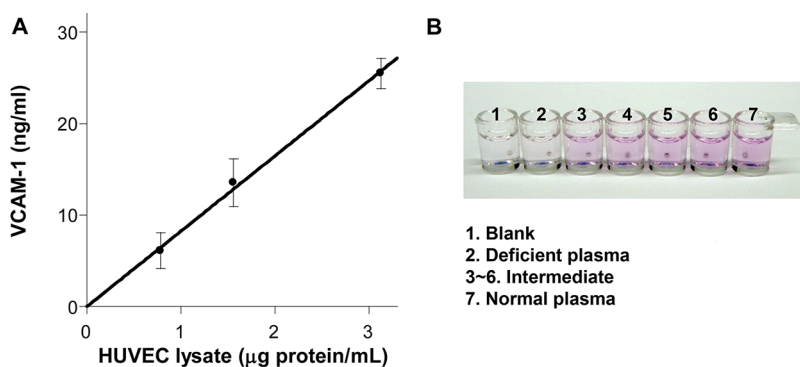 A
VCAM-1 (ng/ml)
30
20
10
0
0 1 2 3
HUVEC lysate (μg protein/mL)
B
1 2 3 4 5 6 7
1. Blank
2. Deficient plasma
3~6. Intermediate
7. Normal plasma